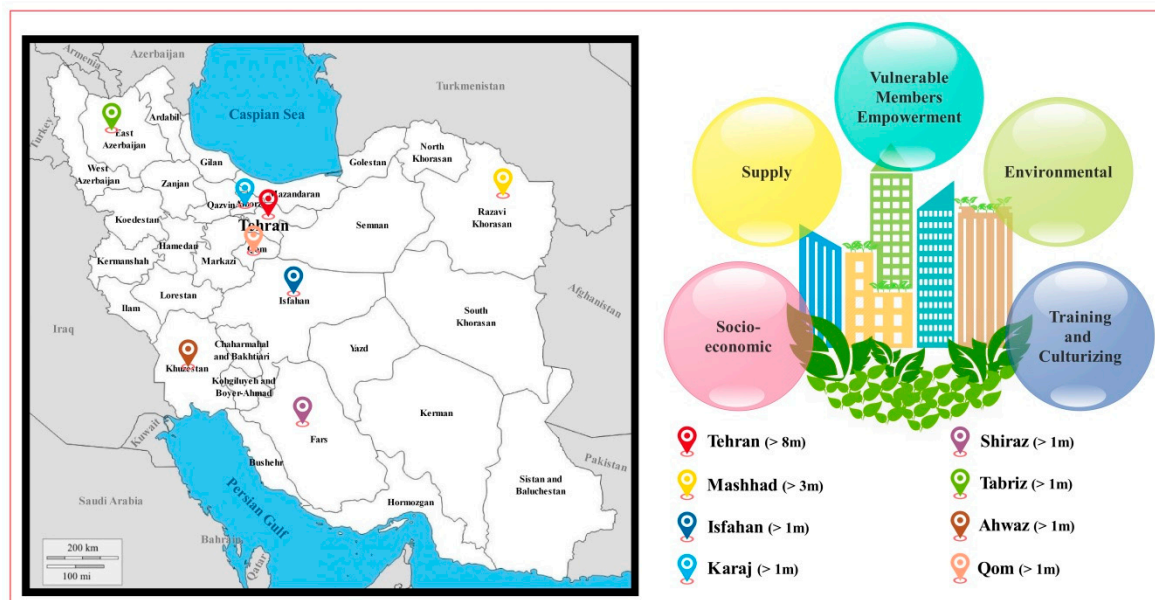 Armenia
Azerbaijan
Turkey
Caspian Sea
Turkmenistan
East
Azerbaijan
Ardabil
West
Azerbaijan
Gilan
Zanjan
Golestan
North
Khorasan
Qazvin
Tehran
Semnan
Razavi
Khorasan
Koedestan
Hamedan
Kermanshah
Markazi
Qom
Isfahan
Ilam
Lorestan
South
Khorasan
Afghanistan
Iraq
Chaharmahal
and Bakhtiari
Yazd
Khuzestan
Kohgiluyeh and
Boyer-Ahmad
Kerman
Kuwait
Fars
Bushehr
Pakistan
Sistan and
Baluchestan
Saudi Arabia
Persian Gulf
Hormozgan
Bahrain
Qatar
200 km
100 mi
Vulnerable
Members
Empowerment
Supply
Environmental
Socio-
economic
Training
and
Culturizing
Tehran (> 8m)
Mashhad (> 3m)
Isfahan (> 1m)
Karaj (> 1m)
Shiraz (> 1m)
Tabriz (> 1m)
Ahwaz (> 1m)
Qom (> 1m)